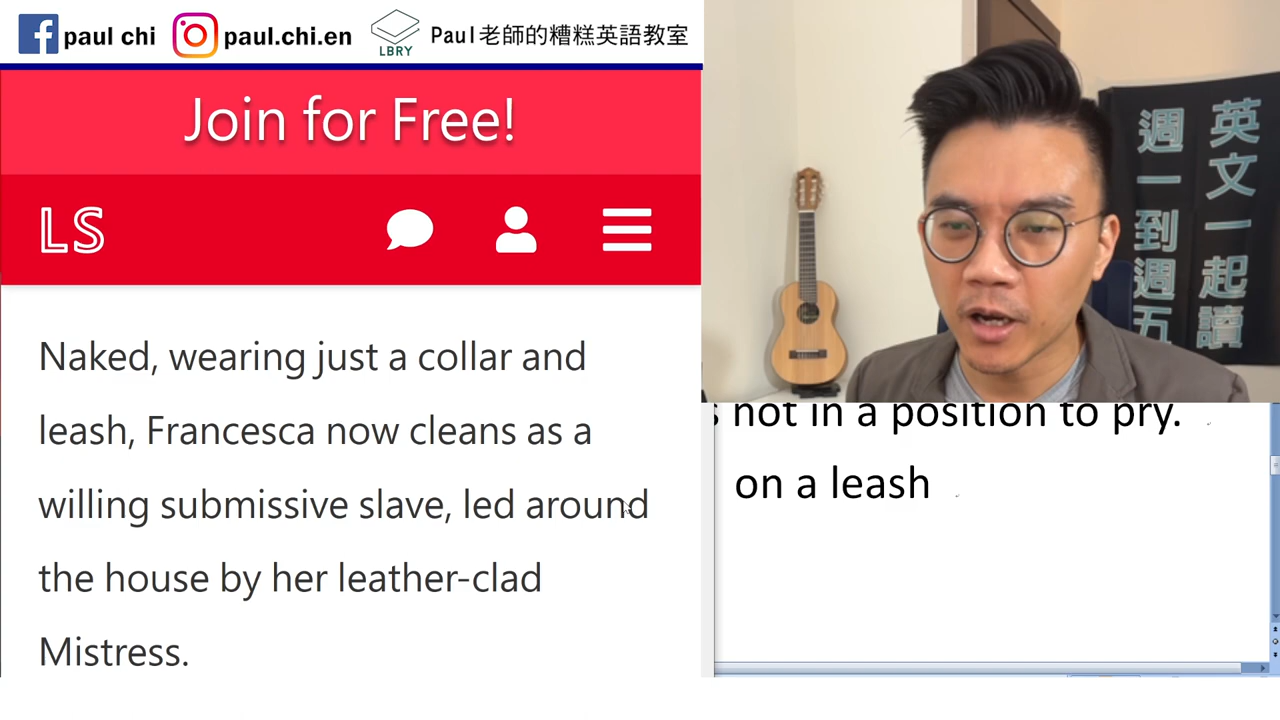 paul chi
paul.chi.en
LBRY
Paul老師的糟糕英語教室
Join for Free!
LS
Naked, wearing just a collar and
leash, Francesca now cleans as a
willing submissive slave, led around
the house by her leather-clad
Mistress.
英文一起讀
週一到週五
not in a position to pry.
on a leash